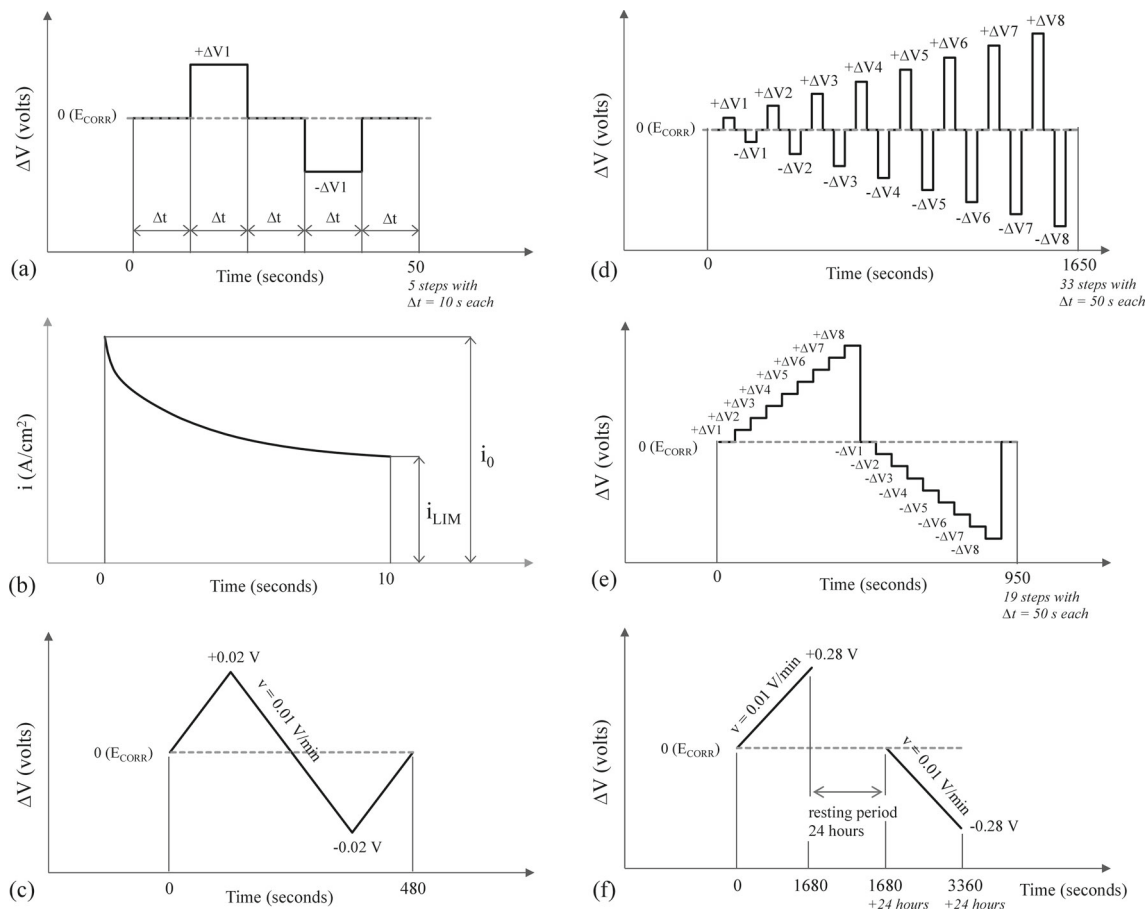 ΔV (volts)
+ΔV1
0 (E_CORR)
-ΔV1
Δt
Δt
Δt
Δt
Δt
0
50
Time (seconds)
5 steps with
Δt = 10 s each
(a)
i (A/cm²)
i₀
i_LIM
0
10
Time (seconds)
(b)
ΔV (volts)
+0.02 V
v = 0.01 V/min
0 (E_CORR)
-0.02 V
0
480
Time (seconds)
(c)
ΔV (volts)
+ΔV8
+ΔV7
+ΔV6
+ΔV5
+ΔV4
+ΔV3
+ΔV2
+ΔV1
0 (E_CORR)
-ΔV1
-ΔV2
-ΔV3
-ΔV4
-ΔV5
-ΔV6
-ΔV7
-ΔV8
0
1650
Time (seconds)
33 steps with
Δt = 50 s each
(d)
ΔV (volts)
+ΔV8
+ΔV7
+ΔV6
+ΔV5
+ΔV4
+ΔV3
+ΔV2
+ΔV1
0 (E_CORR)
-ΔV1
-ΔV2
-ΔV3
-ΔV4
-ΔV5
-ΔV6
-ΔV7
-ΔV8
0
950
Time (seconds)
19 steps with
Δt = 50 s each
(e)
ΔV (volts)
+0.28 V
v = 0.01 V/min
0 (E_CORR)
v = 0.01 V/min
resting period
24 hours
-0.28 V
0
1680
1680
+24 hours
3360
+24 hours
Time (seconds)
(f)